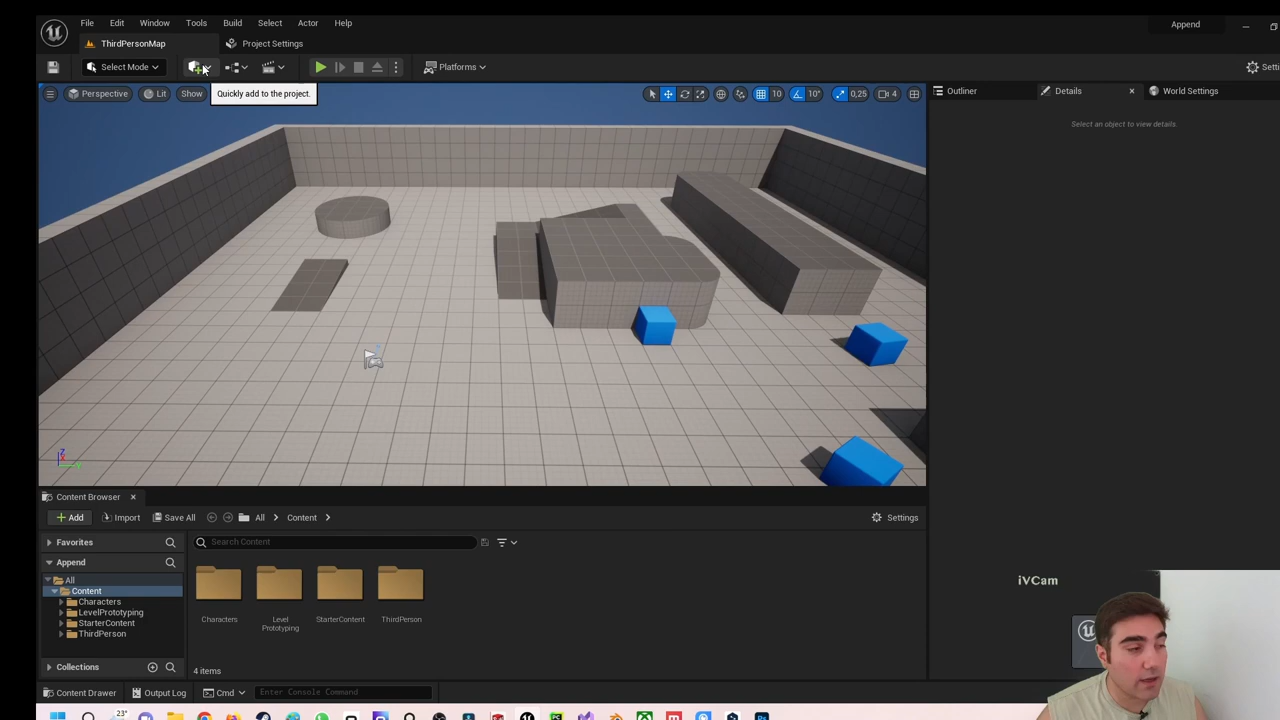 File Edit Window Tools Build Select Actor Help
Append
ThirdPersonMap
Project Settings
Select Mode
Platforms
Perspective
Lit
Show
Quickly add to the project.
10
10°
0,25
4
Outliner
Details
World Settings
Select an object to view details.
Content Browser
Add
Import
Save All
All
Content
Settings
Favorites
Search Content
Append
All
Content
Characters
LevelPrototyping
StarterContent
ThirdPerson
Characters
Level
Prototyping
StarterContent
ThirdPerson
iVCam
Collections
4 items
Content Drawer
Output Log
Cmd
Enter Console Command
23°